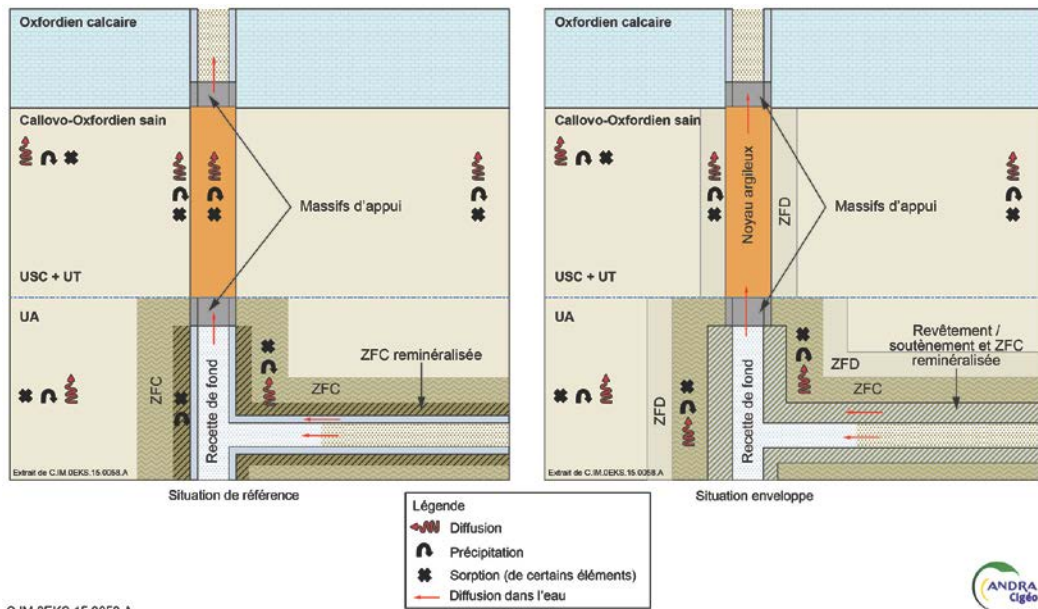 Oxfordien calcaire
Callovo-Oxfordien sain
Massifs d'appui
USC + UT
UA
ZFC reminéralisée
ZFC
ZFC
Recette de fond
Extrait de C.IM.0EKS.15.0058.A
Situation de référence
Oxfordien calcaire
Callovo-Oxfordien sain
Noyau argileux
ZFD
Massifs d'appui
USC + UT
UA
Revêtement /
soutènement et ZFC
reminéralisée
ZFD
ZFC
ZFD
Recette de fond
Extrait de C.IM.0EKS.15.0058.A
Situation enveloppe
Légende
Diffusion
Précipitation
Sorption (de certains éléments)
Diffusion dans l'eau
ANDRA
Cigéo